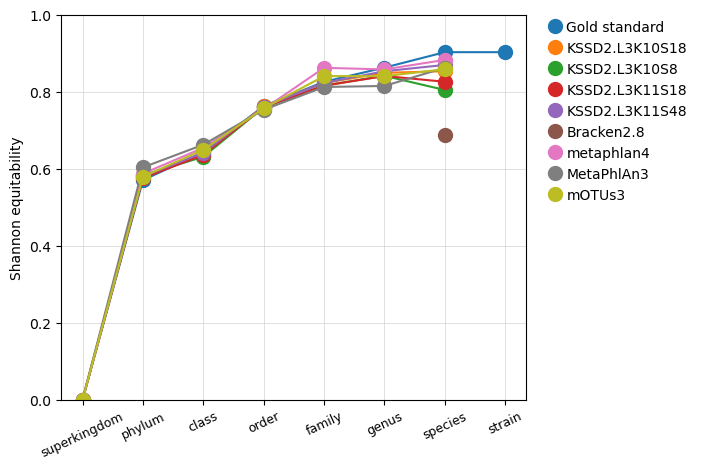 1.0
0.8
0.6
0.4
0.2
0.0
Shannon equitability
superkingdom
phylum
class
order
family
genus
species
strain
Gold standard
KSSD2.L3K10S18
KSSD2.L3K10S8
KSSD2.L3K11S18
KSSD2.L3K11S48
Bracken2.8
metaphlan4
MetaPhlAn3
mOTUs3